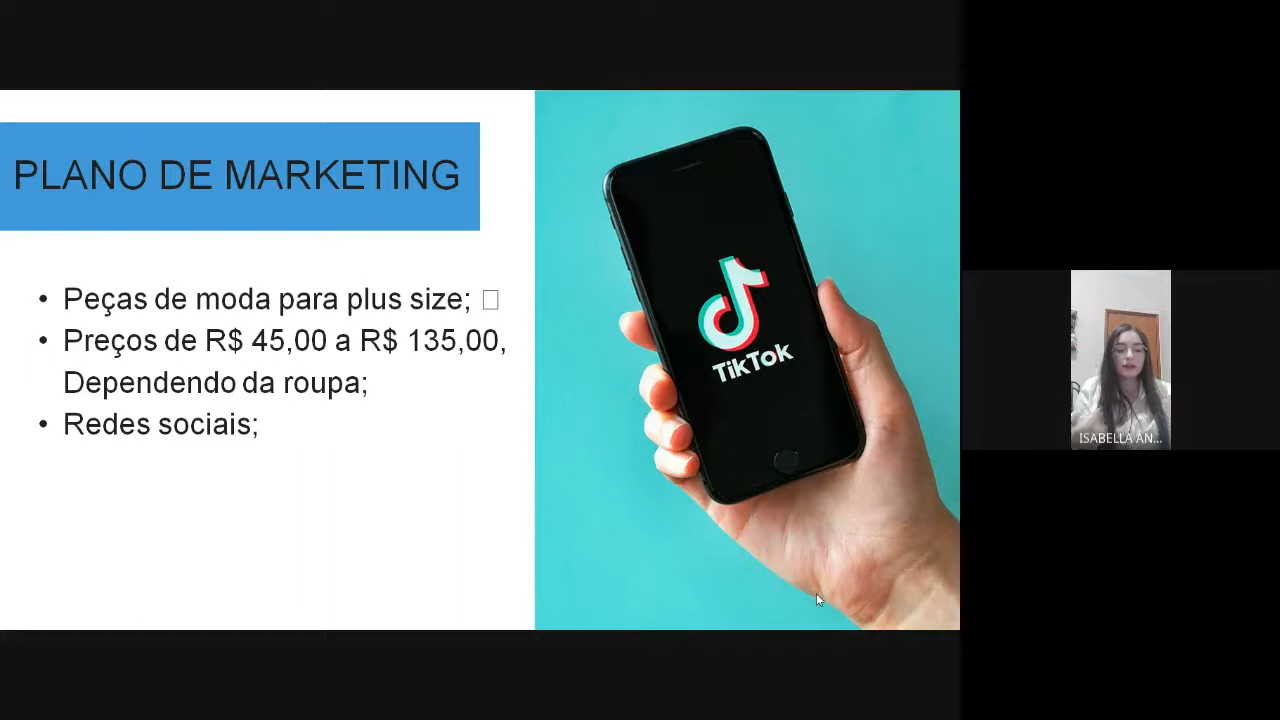 PLANO DE MARKETING
• Peças de moda para plus size;
• Preços de R$ 45,00 a R$ 135,00,
Dependendo da roupa;
• Redes sociais;
TikTok
ISABELLA AN...